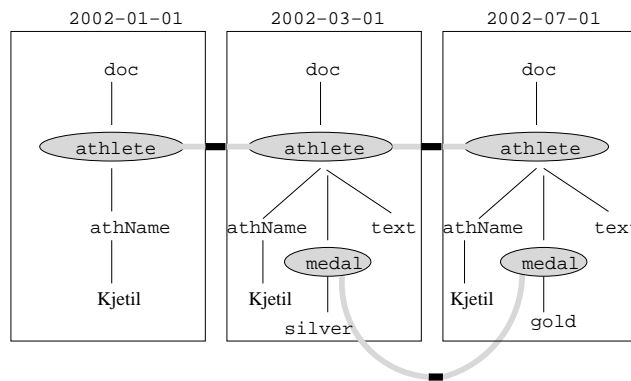 2002-01-01 2002-03-01 2002-07-01
doc doc doc
athlete athlete athlete
athName athName text athName text
medal medal
Kjetil Kjetil Kjetil
silver gold